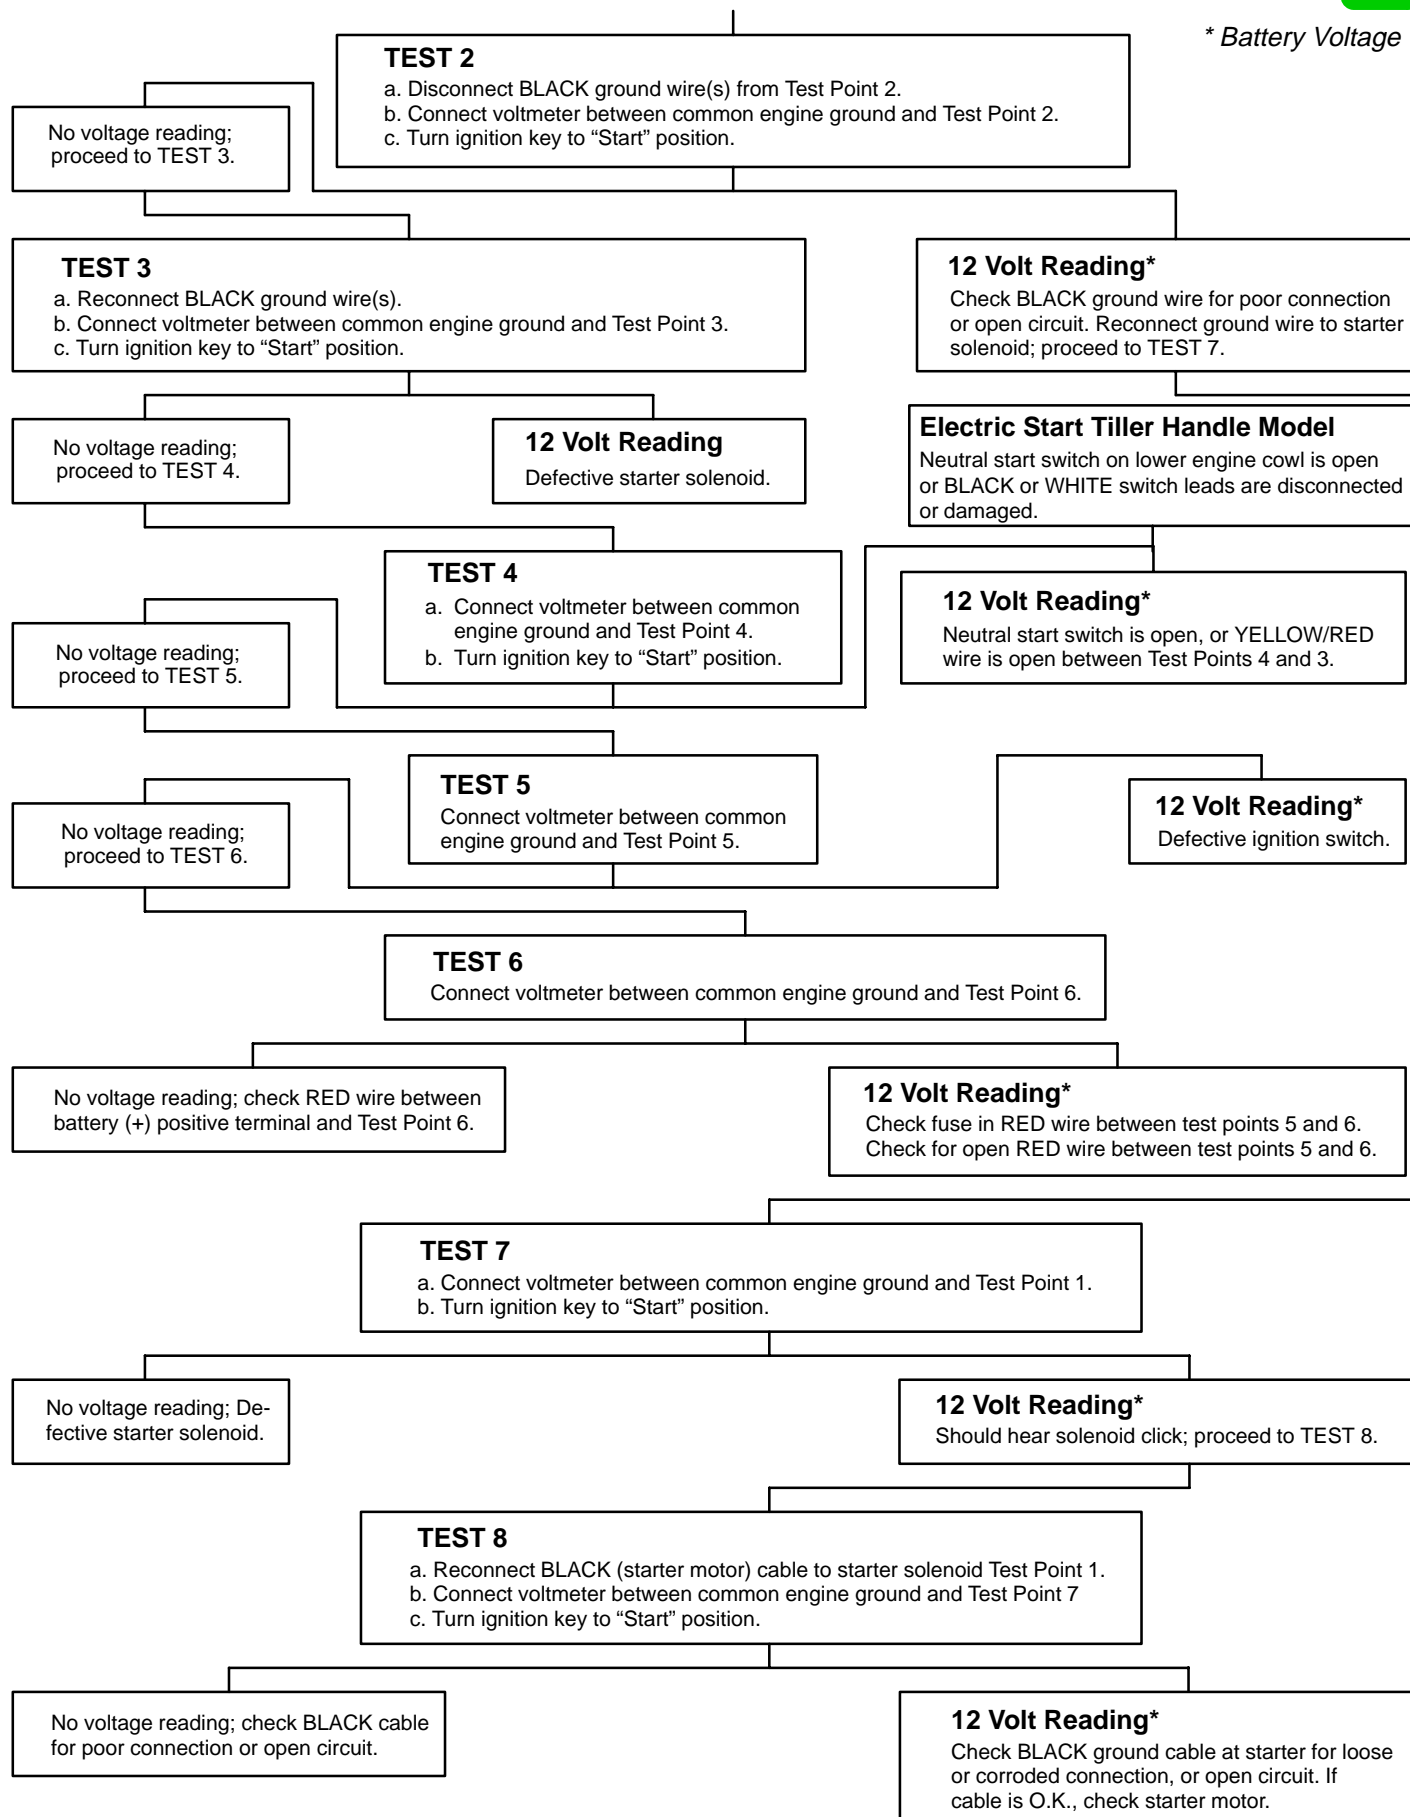 * Battery Voltage
TEST 2
a. Disconnect BLACK ground wire(s) from Test Point 2.
b. Connect voltmeter between common engine ground and Test Point 2.
c. Turn ignition key to “Start” position.
No voltage reading;
proceed to TEST 3.
TEST 3
a. Reconnect BLACK ground wire(s).
b. Connect voltmeter between common engine ground and Test Point 3.
c. Turn ignition key to “Start” position.
12 Volt Reading*
Check BLACK ground wire for poor connection
or open circuit. Reconnect ground wire to starter
solenoid; proceed to TEST 7.
No voltage reading;
proceed to TEST 4.
12 Volt Reading
Defective starter solenoid.
Electric Start Tiller Handle Model
Neutral start switch on lower engine cowl is open
or BLACK or WHITE switch leads are disconnected
or damaged.
TEST 4
a. Connect voltmeter between common
engine ground and Test Point 4.
b. Turn ignition key to “Start” position.
12 Volt Reading*
Neutral start switch is open, or YELLOW/RED
wire is open between Test Points 4 and 3.
No voltage reading;
proceed to TEST 5.
TEST 5
Connect voltmeter between common
engine ground and Test Point 5.
12 Volt Reading*
Defective ignition switch.
No voltage reading;
proceed to TEST 6.
TEST 6
Connect voltmeter between common engine ground and Test Point 6.
No voltage reading; check RED wire between
battery (+) positive terminal and Test Point 6.
12 Volt Reading*
Check fuse in RED wire between test points 5 and 6.
Check for open RED wire between test points 5 and 6.
TEST 7
a. Connect voltmeter between common engine ground and Test Point 1.
b. Turn ignition key to “Start” position.
No voltage reading; De-
fective starter solenoid.
12 Volt Reading*
Should hear solenoid click; proceed to TEST 8.
TEST 8
a. Reconnect BLACK (starter motor) cable to starter solenoid Test Point 1.
b. Connect voltmeter between common engine ground and Test Point 7
c. Turn ignition key to “Start” position.
No voltage reading; check BLACK cable
for poor connection or open circuit.
12 Volt Reading*
Check BLACK ground cable at starter for loose
or corroded connection, or open circuit. If
cable is O.K., check starter motor.